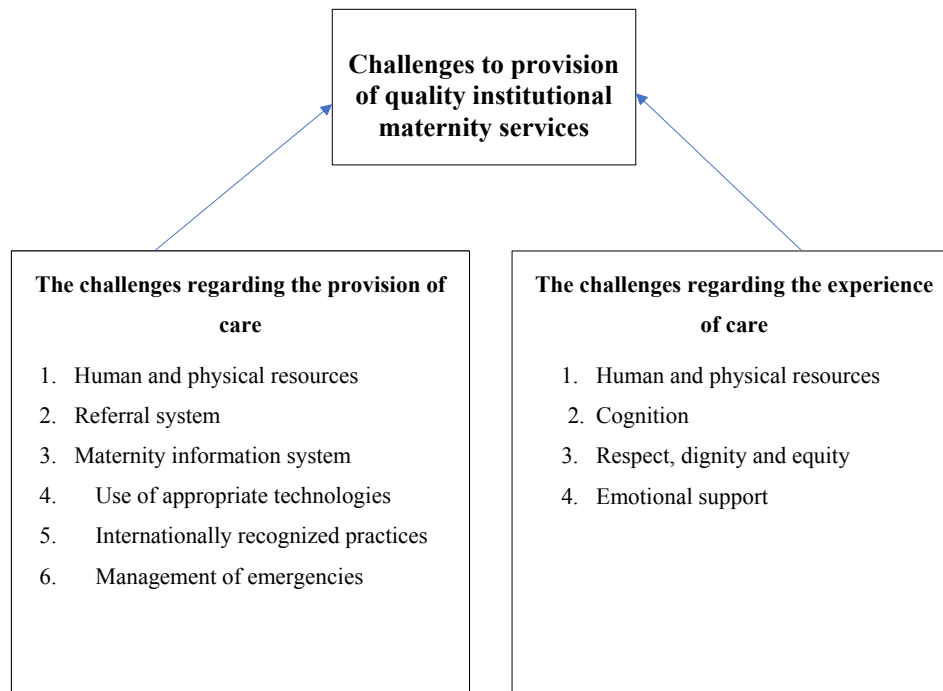 Challenges to provision
of quality institutional
maternity services
The challenges regarding the provision of
care
1. Human and physical resources
2. Referral system
3. Maternity information system
4. Use of appropriate technologies
5. Internationally recognized practices
6. Management of emergencies
The challenges regarding the experience
of care
1. Human and physical resources
2. Cognition
3. Respect, dignity and equity
4. Emotional support